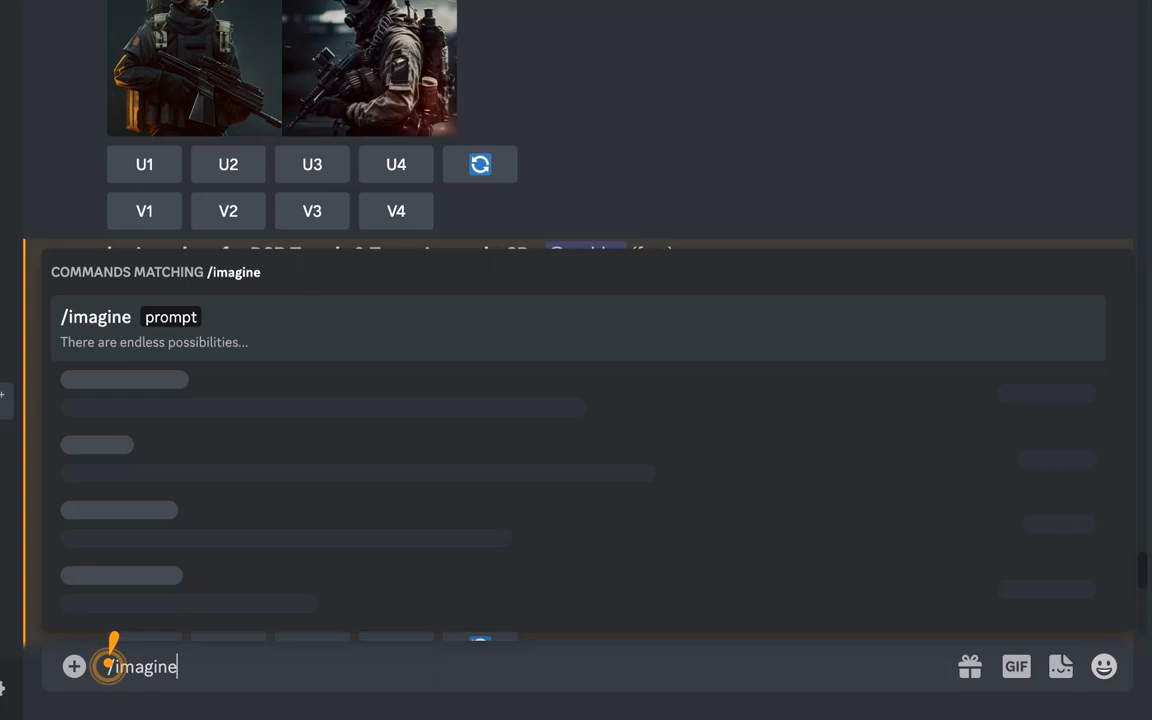 U1 U2 U3 U4
V1 V2 V3 V4
COMMANDS MATCHING /imagine
/imagine prompt
There are endless possibilities...
/imagine
GIF